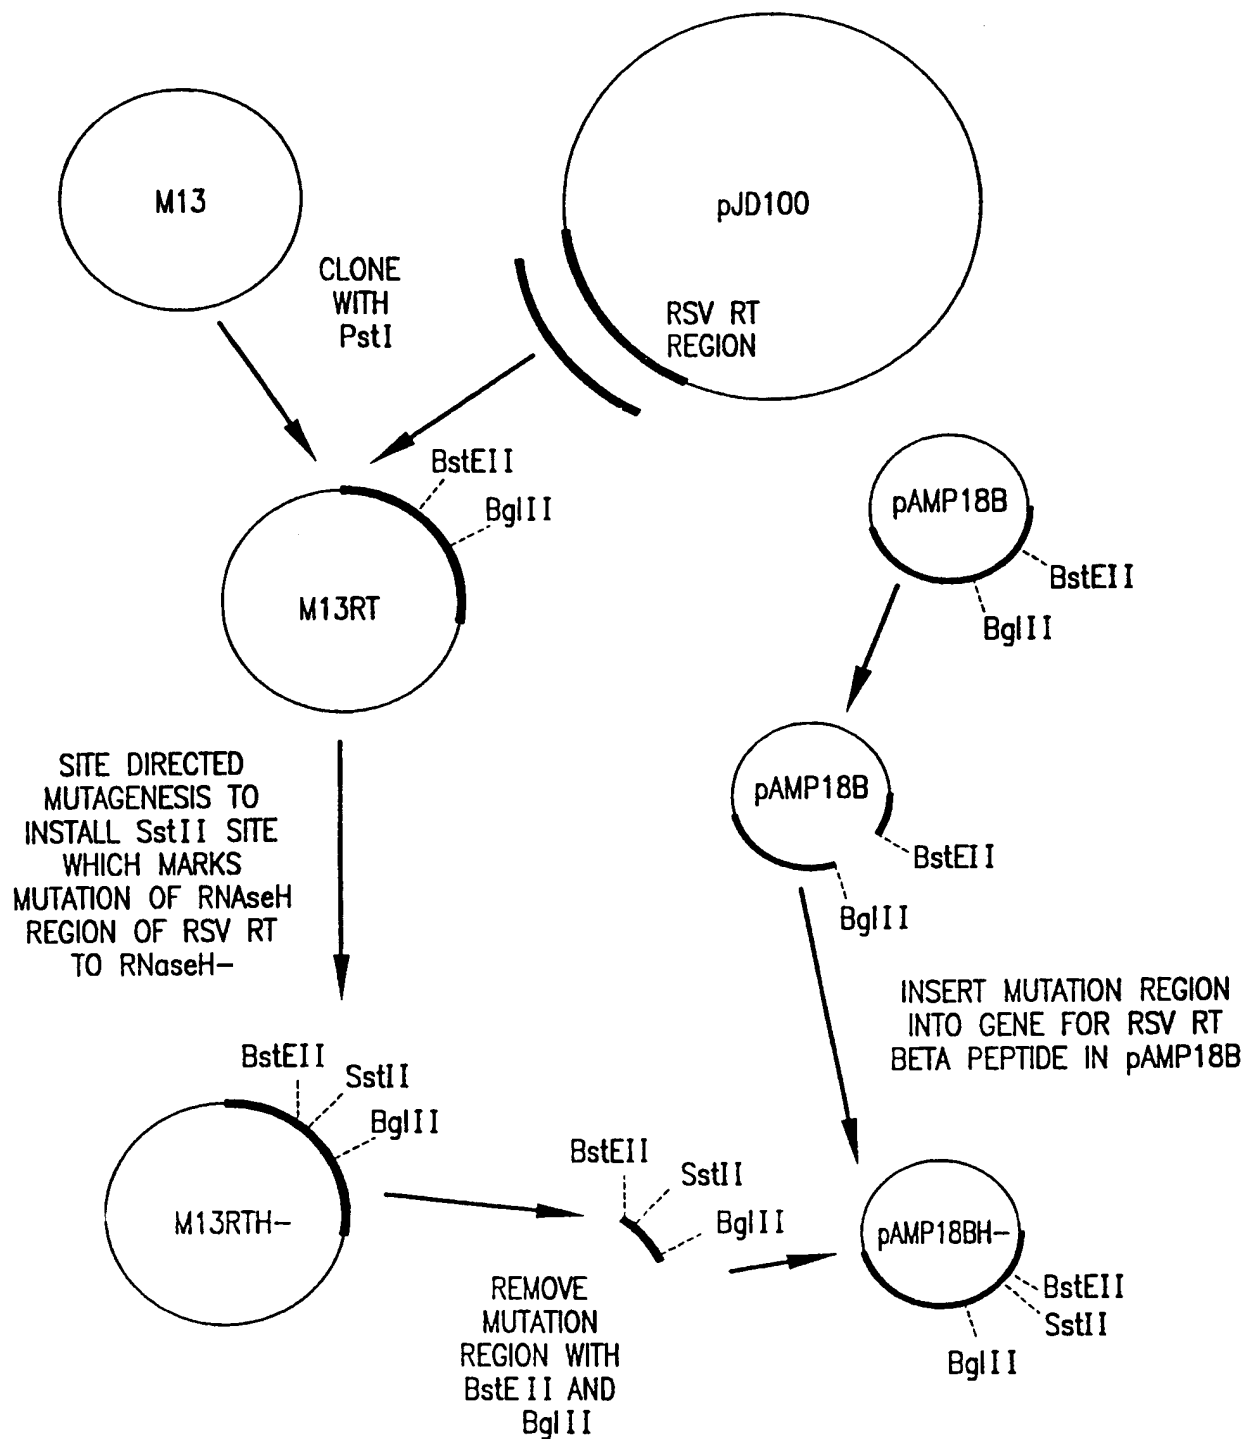 M13
pJD100
CLONE
WITH
PstI
RSV RT
REGION
BstEII
BglII
M13RT
pAMP18B
BstEII
BglII
SITE DIRECTED
MUTAGENESIS TO
INSTALL SstII SITE
WHICH MARKS
MUTATION OF RNAseH
REGION OF RSV RT
TO RNaseH-
pAMP18B
BstEII
BglII
INSERT MUTATION REGION
INTO GENE FOR RSV RT
BETA PEPTIDE IN pAMP18B
BstEII
SstII
BglII
M13RTH-
BstEII
SstII
BglII
REMOVE
MUTATION
REGION WITH
BstEII AND
BglII
pAMP18BH-
BstEII
SstII
BglII